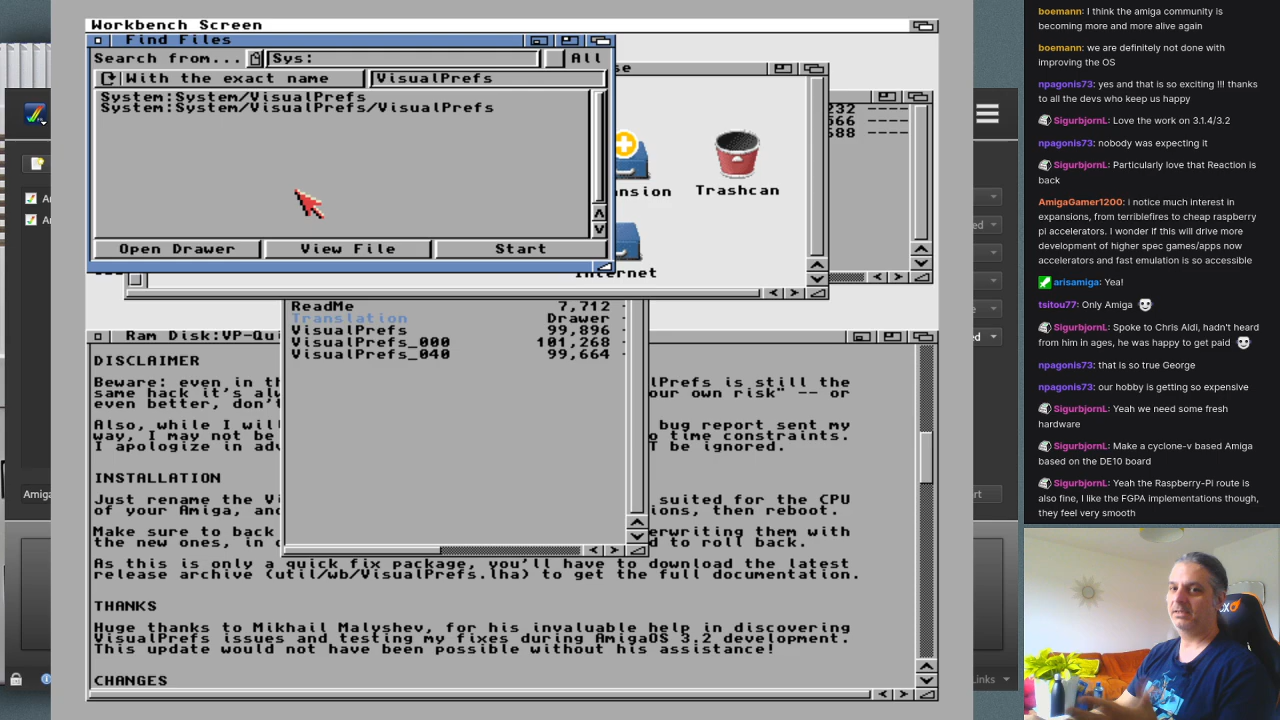 Workbench Screen
Find Files
Search from... Sys: All
With the exact name VisualPrefs
System:System/VisualPrefs
System:System/VisualPrefs/VisualPrefs
Open Drawer View File Start
se
nsion
Trashcan
Internet
232 ----
566 ----
588 ----
ReadMe 7,712
Translation Drawer
VisualPrefs 99,896
VisualPrefs_000 101,268
VisualPrefs_040 99,664
Ram Disk:VP-Qui
DISCLAIMER
Beware: even in th lPrefs is still the
same hack it's alw our own risk" -- or
even better, don't
Also, while I will bug report sent my
way, I may not be o time constraints.
I apologize in adv T be ignored.
INSTALLATION
Just rename the Vi suited for the CPU
of your Amiga, and ions, then reboot.
Make sure to back erwriting them with
the new ones, in d to roll back.
As this is only a quick fix package, you'll have to download the latest
release archive (util/wb/VisualPrefs.lha) to get the full documentation.
THANKS
Huge thanks to Mikhail Malyshev, for his invaluable help in discovering
VisualPrefs issues and testing my fixes during AmigaOS 3.2 development.
This update would not have been possible without his assistance!
CHANGES
Amiga
Links
boemann: I think the amiga community is
becoming more and more alive again
boemann: we are definitely not done with
improving the OS
npagonis73: yes and that is so exciting !!! thanks
to all the devs who keep us happy
SigurbjornL: Love the work on 3.1.4/3.2
npagonis73: nobody was expecting it
SigurbjornL: Particularly love that Reaction is
back
AmigaGamer1200: i notice much interest in
expansions, from terriblefires to cheap raspberry
pi accelerators. I wonder if this will drive more
development of higher spec games/apps now
accelerators and fast emulation is so accessible
arisamiga: Yea!
tsitou77: Only Amiga
SigurbjornL: Spoke to Chris Aldi, hadn't heard
from him in ages, he was happy to get paid
npagonis73: that is so true George
npagonis73: our hobby is getting so expensive
SigurbjornL: Yeah we need some fresh
hardware
SigurbjornL: Make a cyclone-v based Amiga
based on the DE10 board
SigurbjornL: Yeah the Raspberry-Pi route is
also fine, I like the FGPA implementations though,
they feel very smooth